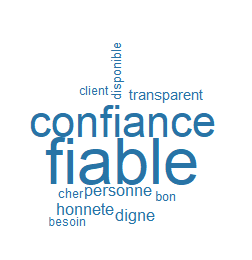 disponible
client
transparent
confiance
fiable
cher personne bon
honnete digne
besoin